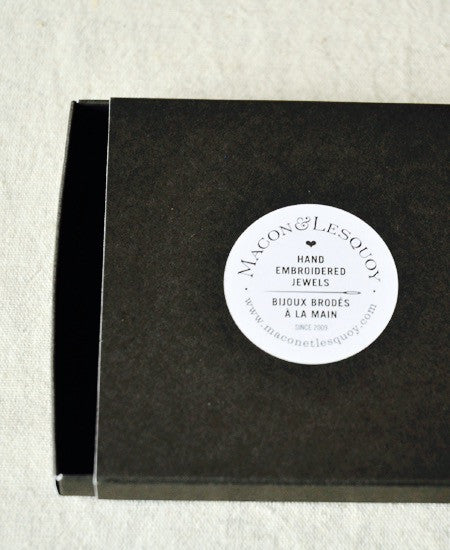 MACON & LESQUOY
HAND
EMBROIDERED
JEWELS
BIJOUX BRODÉS
À LA MAIN
SINCE 2009
www.maconetlesquoy.com